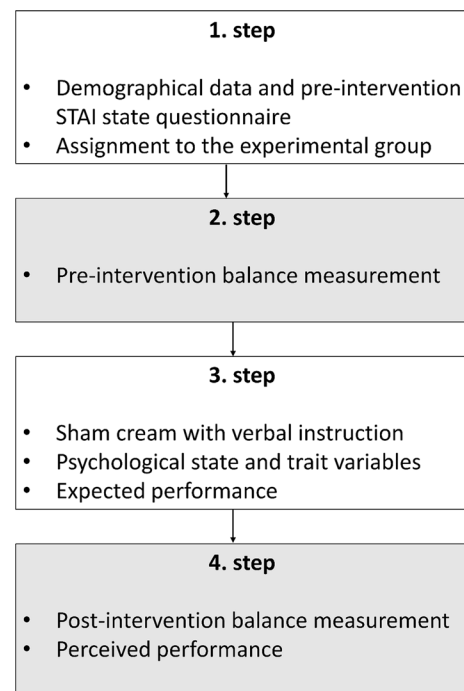 1. step
• Demographical data and pre-intervention
STAI state questionnaire
• Assignment to the experimental group
2. step
• Pre-intervention balance measurement
3. step
• Sham cream with verbal instruction
• Psychological state and trait variables
• Expected performance
4. step
• Post-intervention balance measurement
• Perceived performance